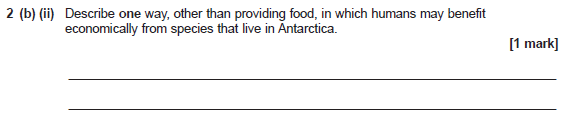 2 (b) (ii) Describe one way, other than providing food, in which humans may benefit
economically from species that live in Antarctica.
[1 mark]